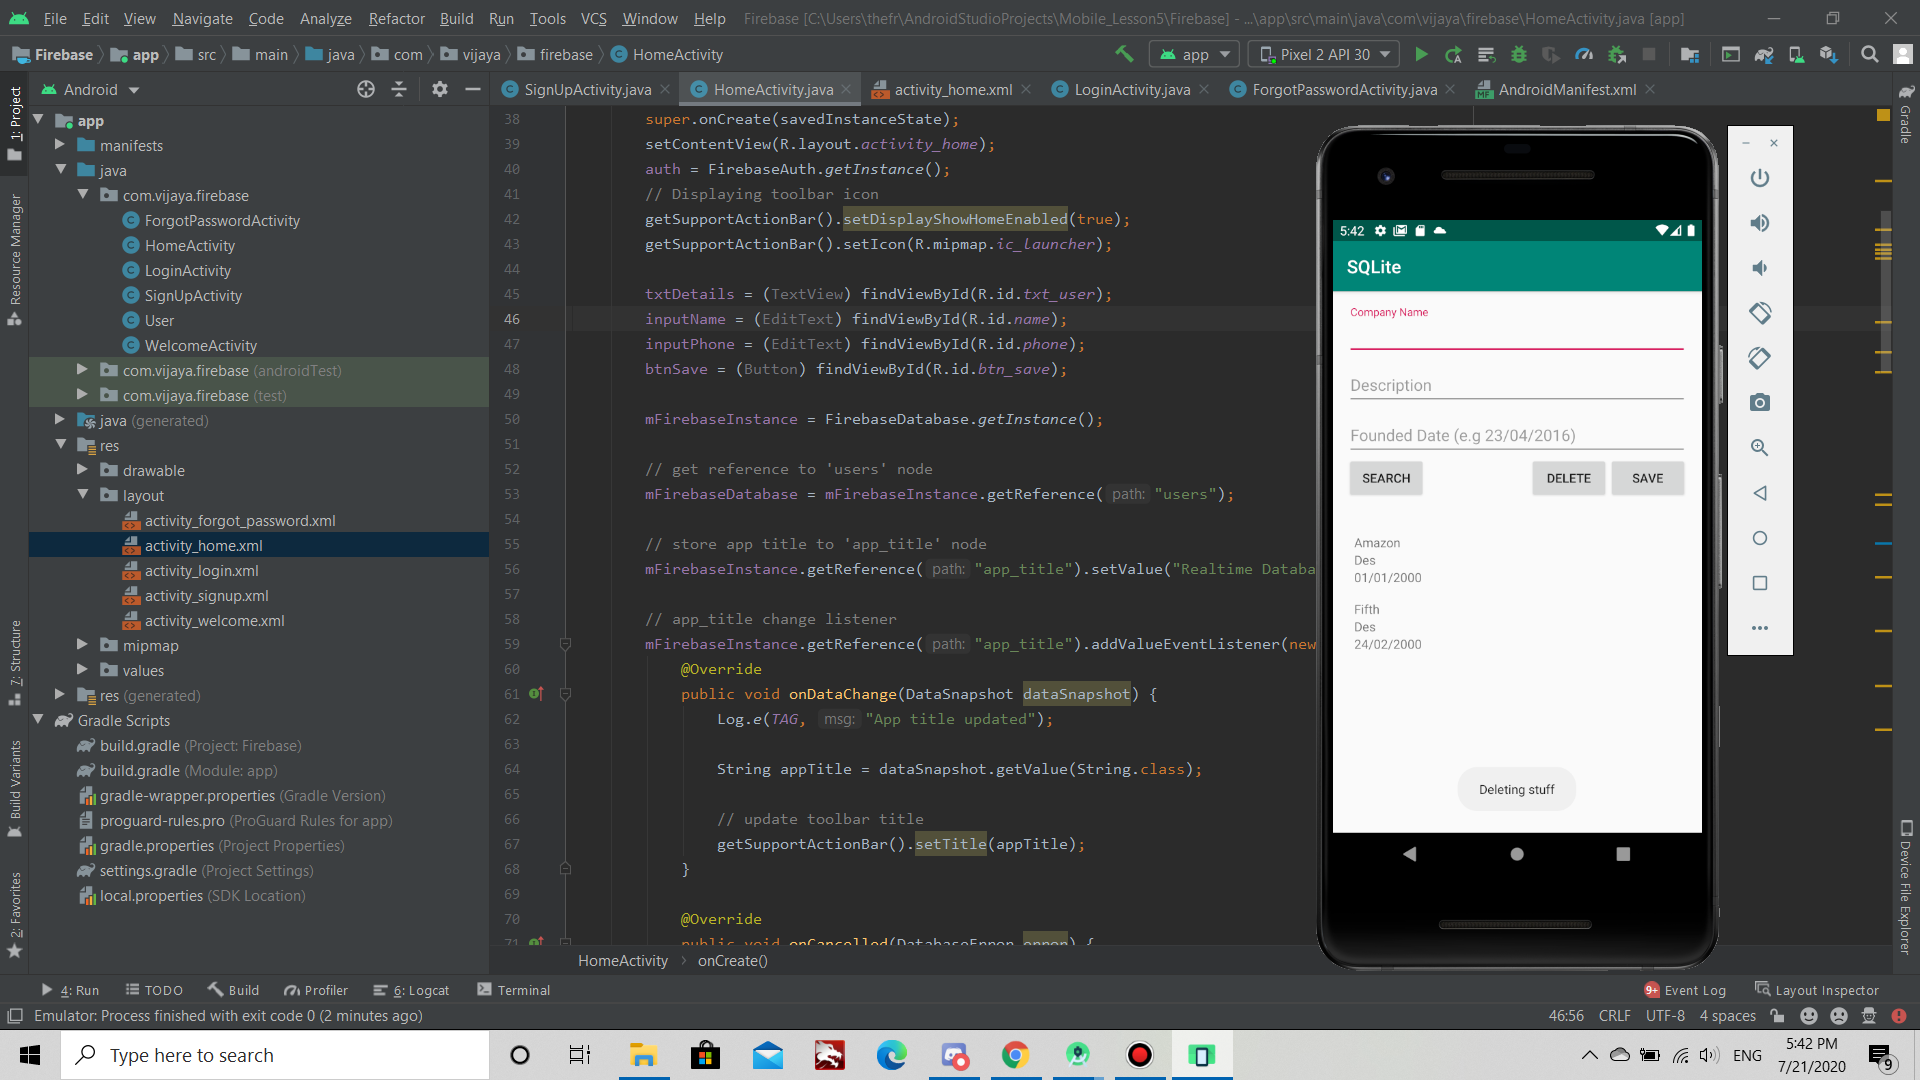 File Edit View Navigate Code Analyze Refactor Build Run Tools VCS Window Help Firebase [C:\Users\thefr\AndroidStudioProjects\Mobile_Lesson5\Firebase] - ...\app\src\main\java\com\vijaya\firebase\HomeActivity.java [app]
Firebase app src main java com vijaya firebase HomeActivity app Pixel 2 API 30
Android SignUpActivity.java HomeActivity.java activity_home.xml LoginActivity.java ForgotPasswordActivity.java AndroidManifest.xml
1: Project
Resource Manager
7: Structure
Build Variants
2: Favorites
app
manifests
java
com.vijaya.firebase
ForgotPasswordActivity
HomeActivity
LoginActivity
SignUpActivity
User
WelcomeActivity
com.vijaya.firebase (androidTest)
com.vijaya.firebase (test)
java (generated)
res
drawable
layout
activity_forgot_password.xml
activity_home.xml
activity_login.xml
activity_signup.xml
activity_welcome.xml
mipmap
values
res (generated)
Gradle Scripts
build.gradle (Project: Firebase)
build.gradle (Module: app)
gradle-wrapper.properties (Gradle Version)
proguard-rules.pro (ProGuard Rules for app)
gradle.properties (Project Properties)
settings.gradle (Project Settings)
local.properties (SDK Location)
38 super.onCreate(savedInstanceState);
39 setContentView(R.layout.activity_home);
40 auth = FirebaseAuth.getInstance();
41 // Displaying toolbar icon
42 getSupportActionBar().setDisplayShowHomeEnabled(true);
43 getSupportActionBar().setIcon(R.mipmap.ic_launcher);
44
45 txtDetails = (TextView) findViewById(R.id.txt_user);
46 inputName = (EditText) findViewById(R.id.name);
47 inputPhone = (EditText) findViewById(R.id.phone);
48 btnSave = (Button) findViewById(R.id.btn_save);
49
50 mFirebaseInstance = FirebaseDatabase.getInstance();
51
52 // get reference to 'users' node
53 mFirebaseDatabase = mFirebaseInstance.getReference( path: "users");
54
55 // store app title to 'app_title' node
56 mFirebaseInstance.getReference( path: "app_title").setValue("Realtime Databa
57
58 // app_title change listener
59 mFirebaseInstance.getReference( path: "app_title").addValueEventListener(new
60 @Override
61 public void onDataChange(DataSnapshot dataSnapshot) {
62 Log.e(TAG, msg: "App title updated");
63
64 String appTitle = dataSnapshot.getValue(String.class);
65
66 // update toolbar title
67 getSupportActionBar().setTitle(appTitle);
68 }
69
70 @Override
71 public void onCancelled(DatabaseError error) {
HomeActivity onCreate()
5:42
SQLite
Company Name
Description
Founded Date (e.g 23/04/2016)
SEARCH DELETE SAVE
Amazon
Des
01/01/2000
Fifth
Des
24/02/2000
Deleting stuff
Gradle
Device File Explorer
4: Run TODO Build Profiler 6: Logcat Terminal 9+ Event Log Layout Inspector
Emulator: Process finished with exit code 0 (2 minutes ago) 46:56 CRLF UTF-8 4 spaces
Type here to search ENG 5:42 PM
7/21/2020 9